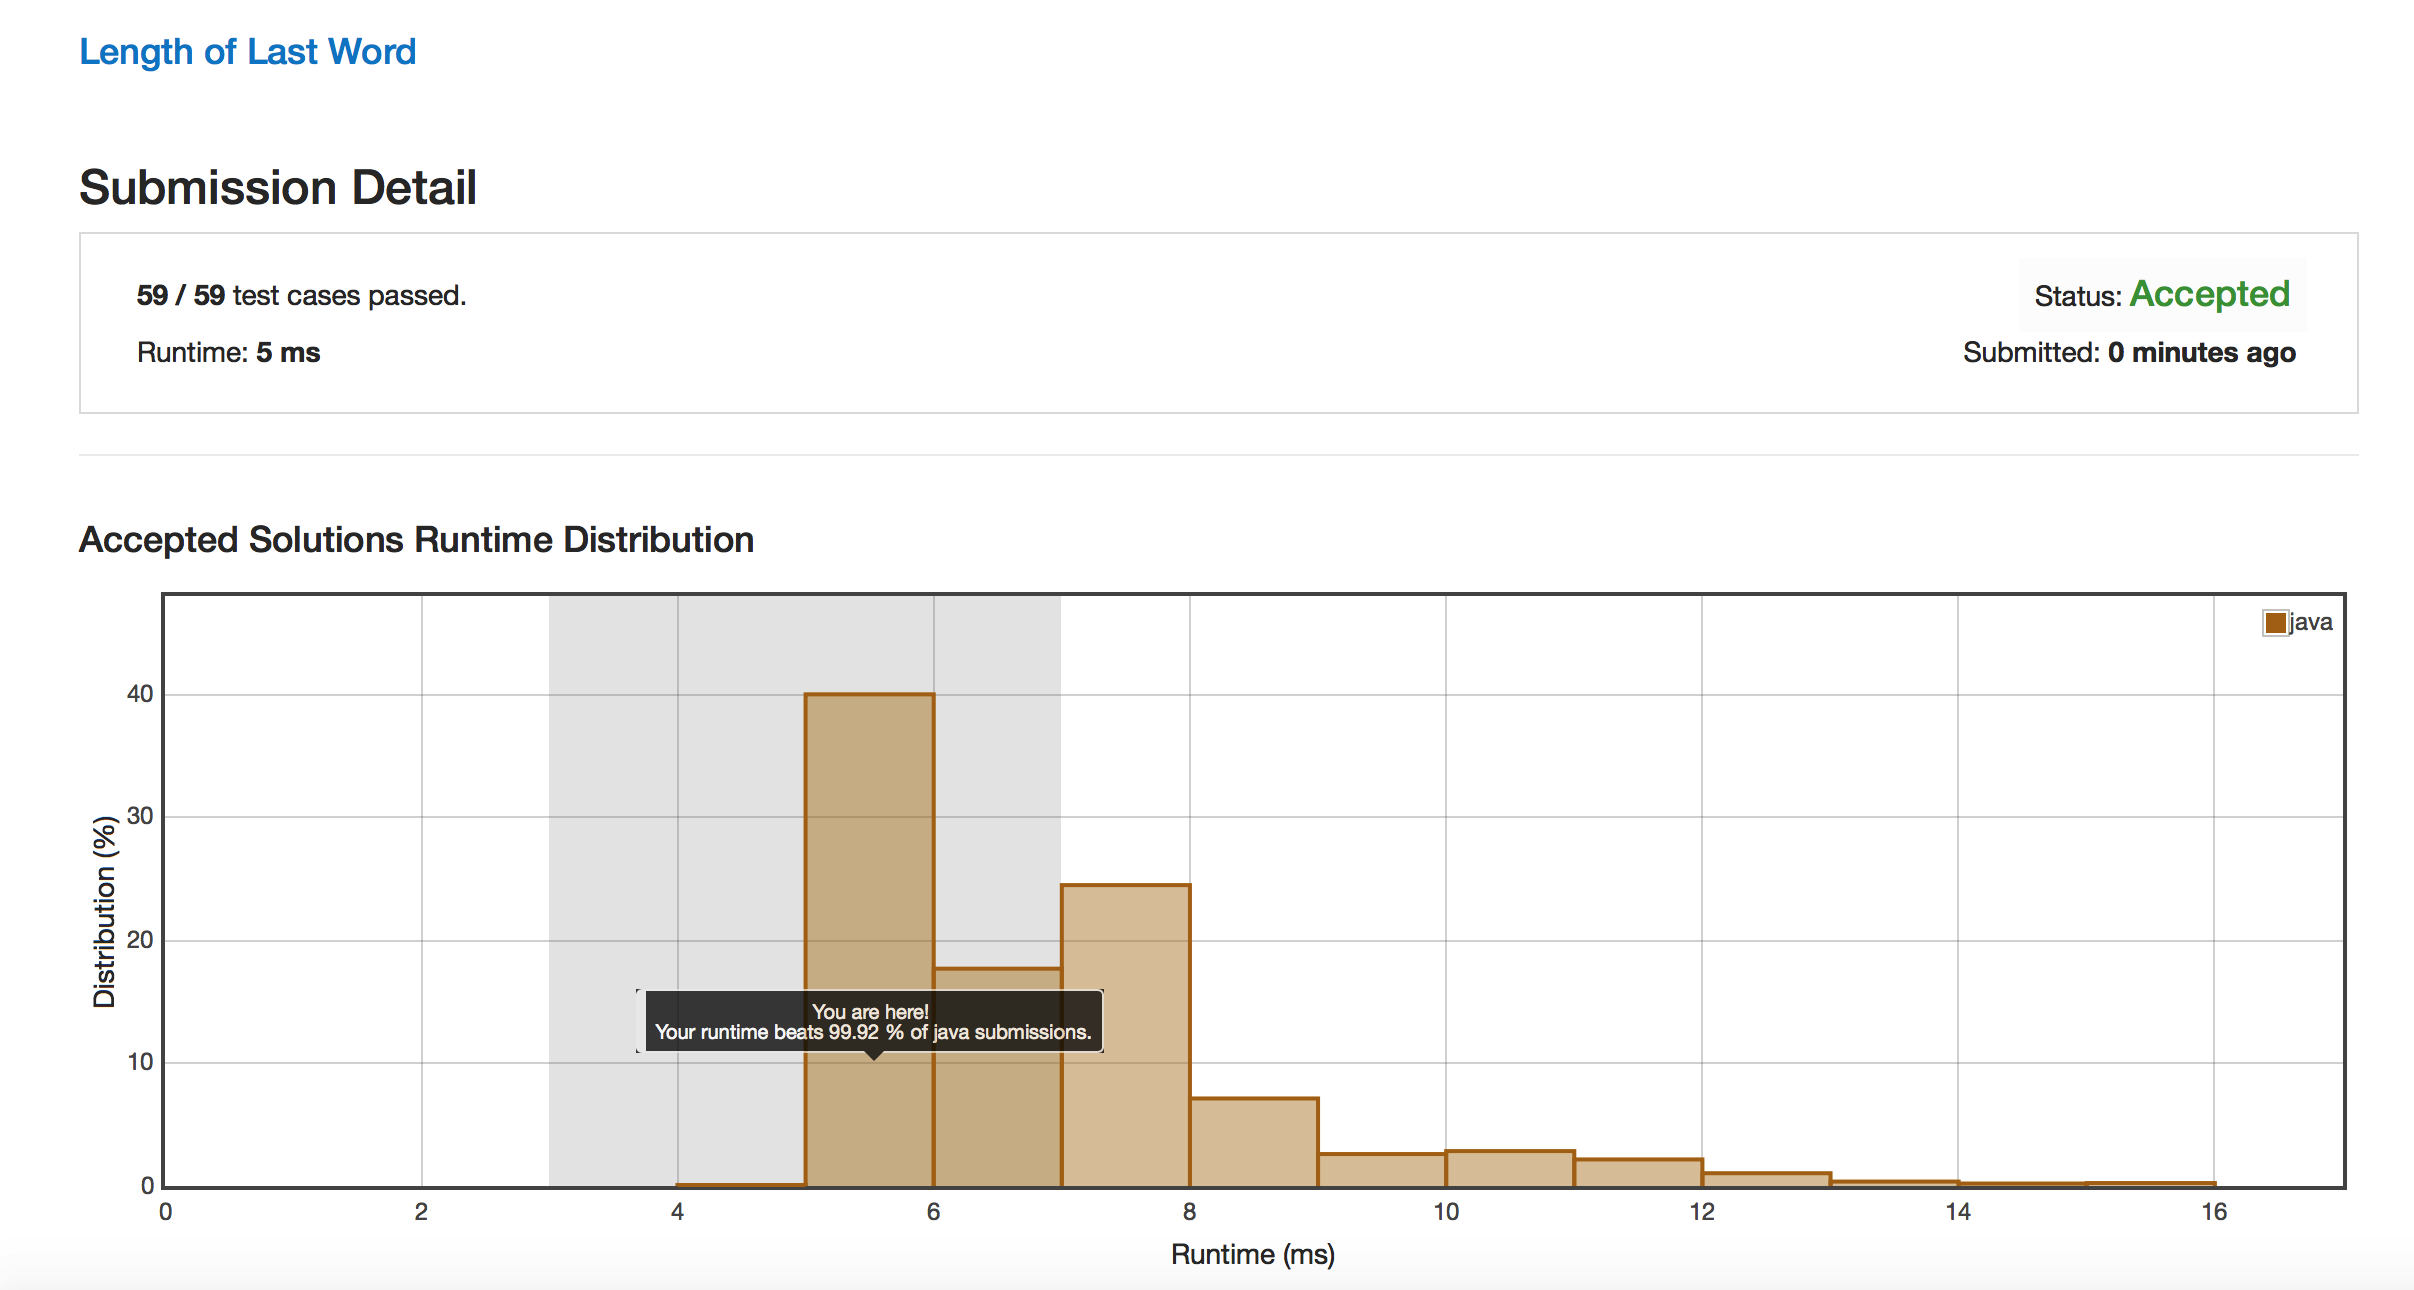 Length of Last Word
Submission Detail
59 / 59 test cases passed.
Status: Accepted
Runtime: 5 ms
Submitted: 0 minutes ago
Accepted Solutions Runtime Distribution
java
40
30
20
10
0
Distribution (%)
You are here!
Your runtime beats 99.92 % of java submissions.
0 2 4 6 8 10 12 14 16
Runtime (ms)